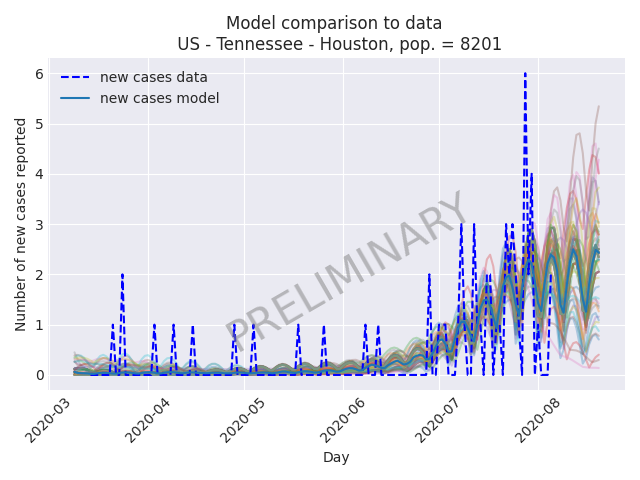 Model comparison to data
US - Tennessee - Houston, pop. = 8201
new cases data
new cases model
PRELIMINARY
Number of new cases reported
6
5
4
3
2
1
0
2020-03
2020-04
2020-05
2020-06
2020-07
2020-08
Day